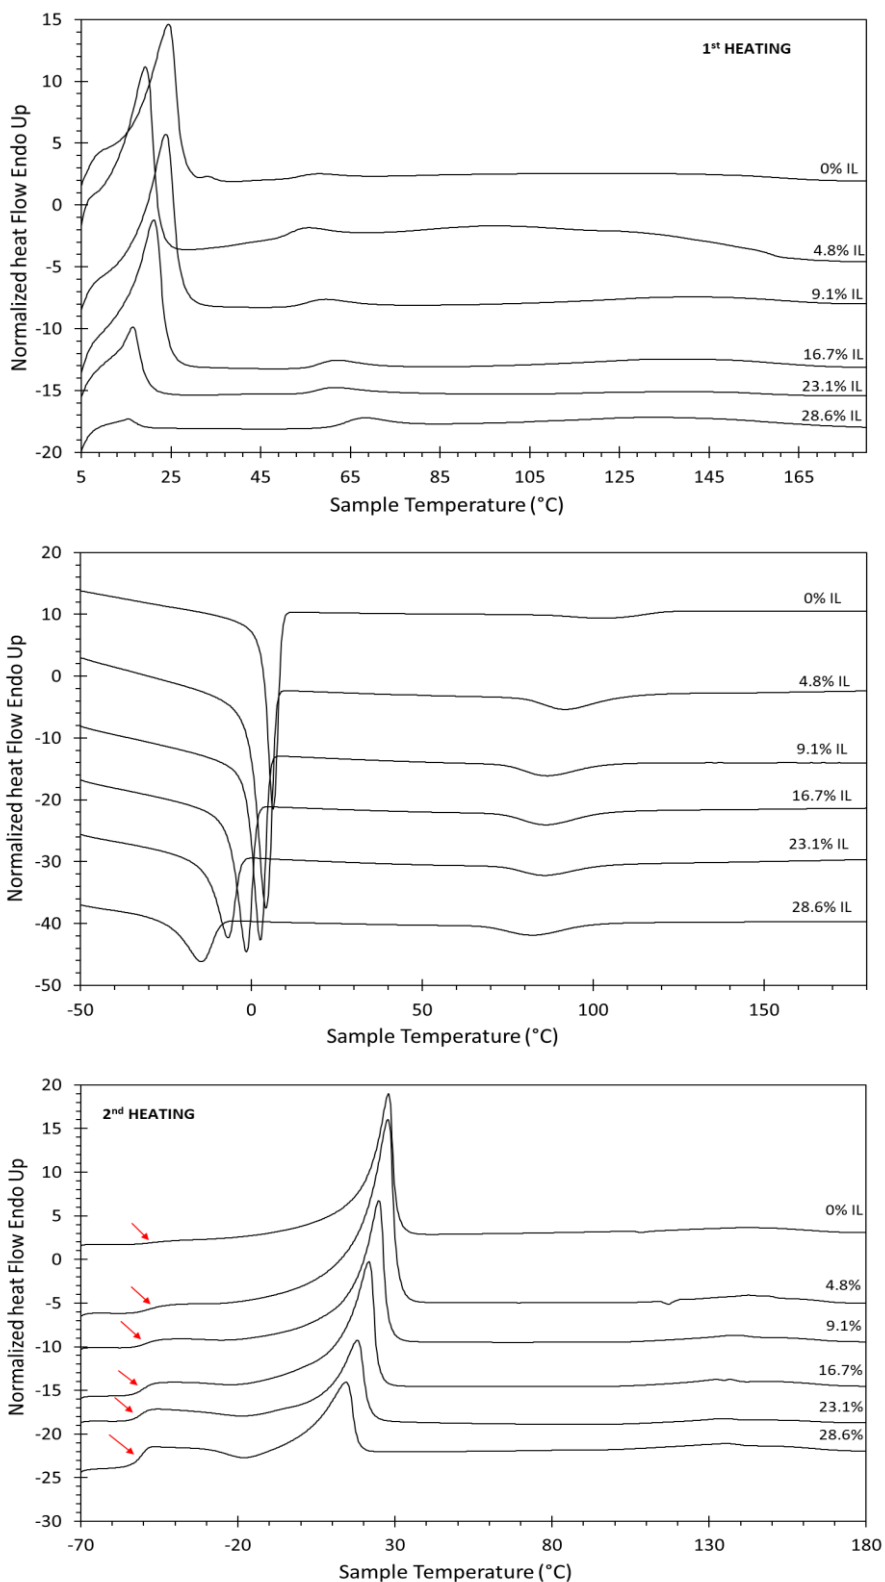 15
1st HEATING
10
5
0% IL
0
4.8% IL
-5
9.1% IL
-10
16.7% IL
23.1% IL
-15
28.6% IL
-20
5 25 45 65 85 105 125 145 165
Normalized heat Flow Endo Up
Sample Temperature (°C)
20
0% IL
10
4.8% IL
0
9.1% IL
-10
16.7% IL
-20
23.1% IL
-30
28.6% IL
-40
-50
-50 0 50 100 150
Normalized heat Flow Endo Up
Sample Temperature (°C)
20
2nd HEATING
15
10
5
0% IL
0
4.8%
-5
9.1%
-10
16.7%
-15
23.1%
-20
28.6%
-25
-30
-70 -20 30 80 130 180
Normalized heat Flow Endo Up
Sample Temperature (°C)